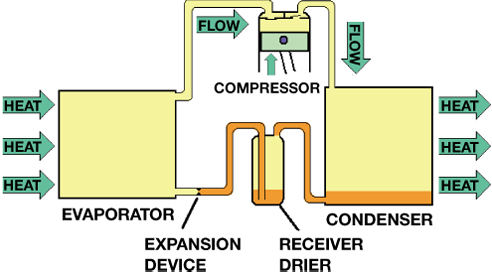 FLOW
FLOW
COMPRESSOR
HEAT
HEAT
HEAT
HEAT
HEAT
HEAT
EVAPORATOR
CONDENSER
EXPANSION
DEVICE
RECEIVER
DRIER